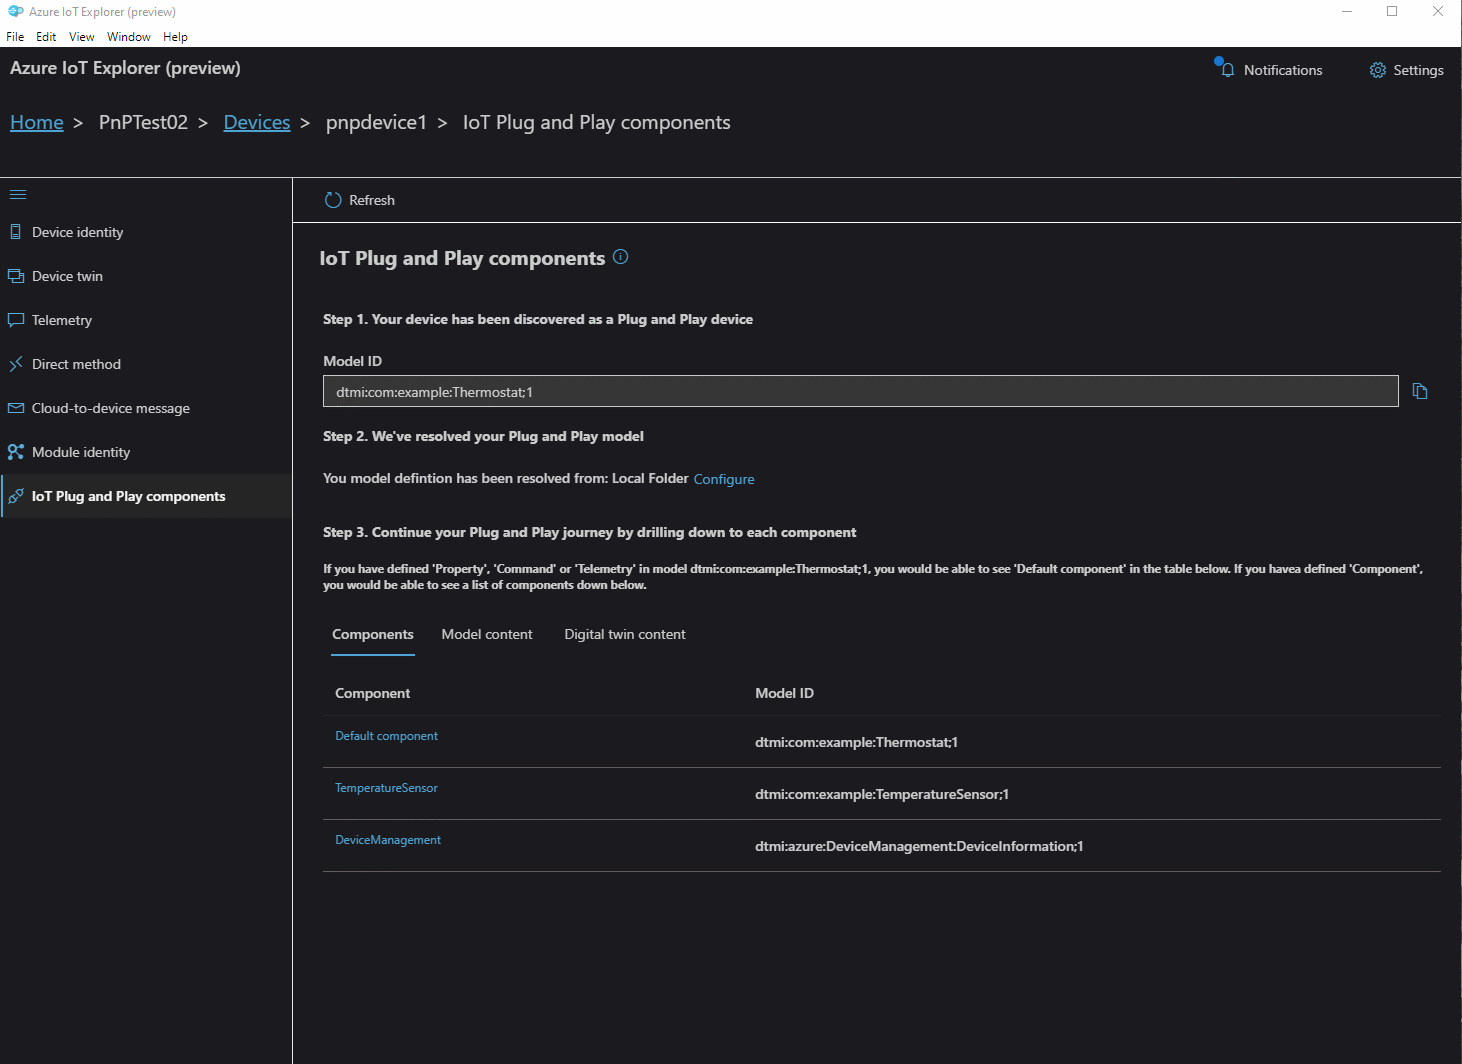 Azure IoT Explorer (preview)
File Edit View Window Help
Azure IoT Explorer (preview)
Notifications
Settings
Home > PnPTest02 > Devices > pnpdevice1 > IoT Plug and Play components
Refresh
Device identity
Device twin
Telemetry
Direct method
Cloud-to-device message
Module identity
IoT Plug and Play components
IoT Plug and Play components
Step 1. Your device has been discovered as a Plug and Play device
Model ID
dtmi:com:example:Thermostat;1
Step 2. We've resolved your Plug and Play model
You model defintion has been resolved from: Local Folder Configure
Step 3. Continue your Plug and Play journey by drilling down to each component
If you have defined 'Property', 'Command' or 'Telemetry' in model dtmi:com:example:Thermostat;1, you would be able to see 'Default component' in the table below. If you havea defined 'Component',
you would be able to see a list of components down below.
Components Model content Digital twin content
Component Model ID
Default component dtmi:com:example:Thermostat;1
TemperatureSensor dtmi:com:example:TemperatureSensor;1
DeviceManagement dtmi:azure:DeviceManagement:DeviceInformation;1